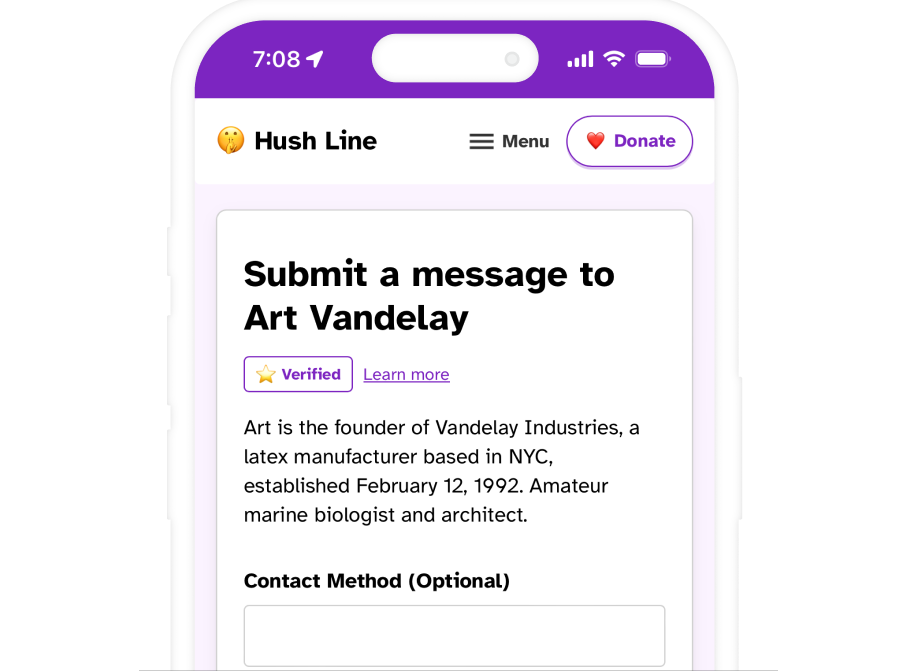 7:08
Hush Line
Menu
Donate
Submit a message to
Art Vandelay
Verified
Learn more
Art is the founder of Vandelay Industries, a
latex manufacturer based in NYC,
established February 12, 1992. Amateur
marine biologist and architect.
Contact Method (Optional)